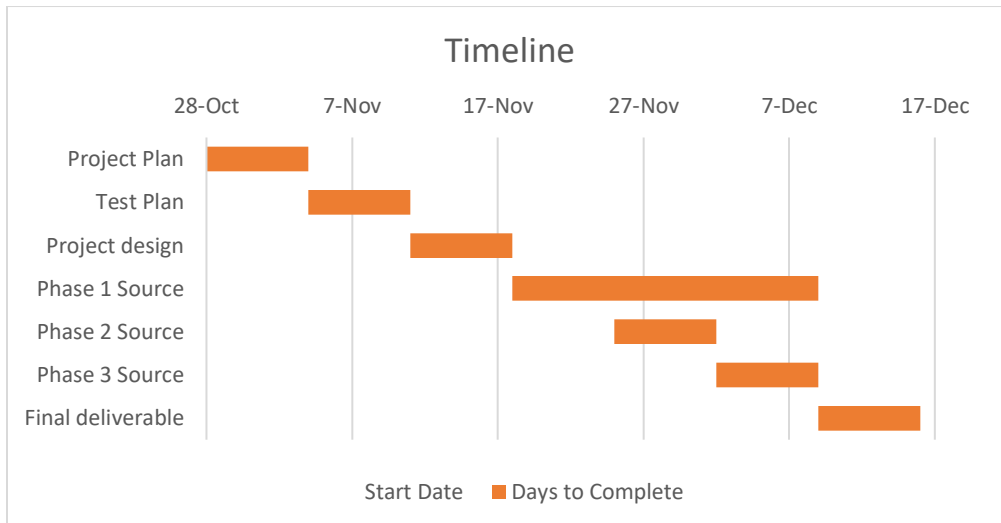 Timeline
28-Oct 7-Nov 17-Nov 27-Nov 7-Dec 17-Dec
Project Plan
Test Plan
Project design
Phase 1 Source
Phase 2 Source
Phase 3 Source
Final deliverable
Start Date Days to Complete